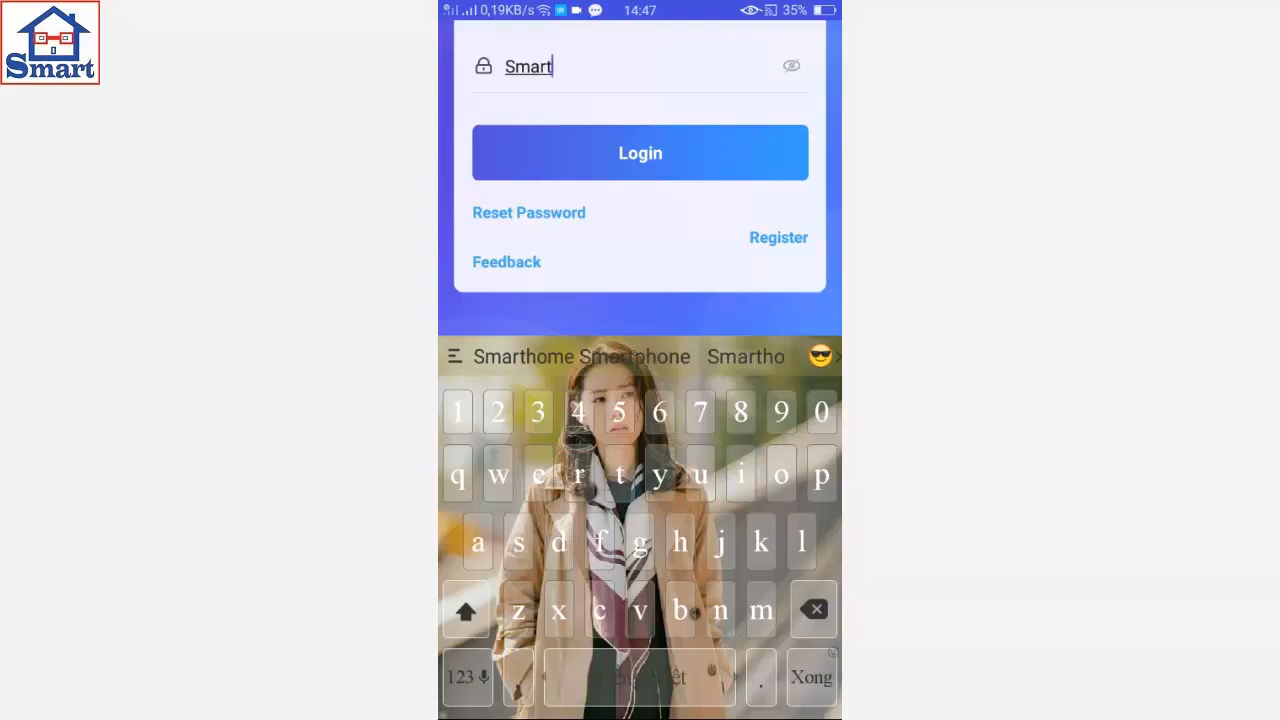 Smart
0,19KB/s 14:47 35%
Smart
Login
Reset Password
Register
Feedback
Smarthome Smartphone Smartho
1 2 3 4 5 6 7 8 9 0
q w e r t y u i o p
a s d f g h j k l
z x c v b n m
123 , . Xong